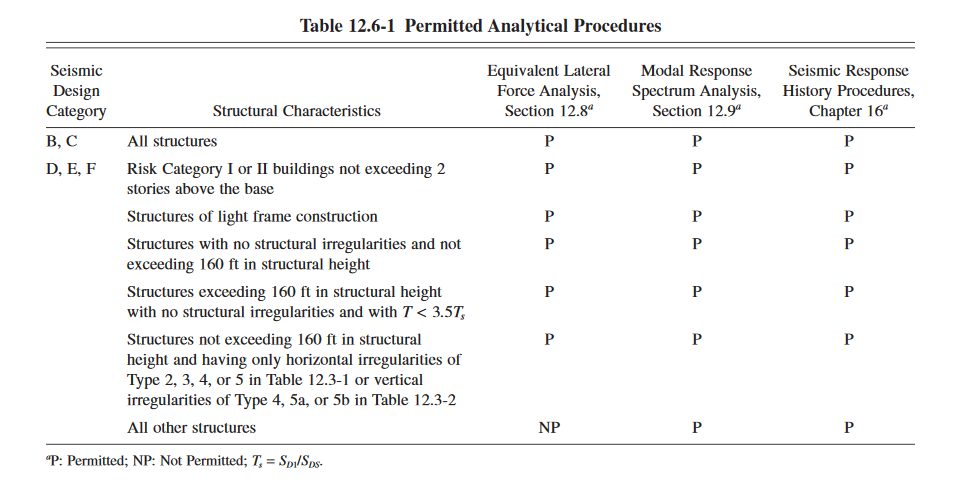 Table 12.6-1 Permitted Analytical Procedures
Seismic Design Category Structural Characteristics Equivalent Lateral Force Analysis, Section 12.8ᵃ Modal Response Spectrum Analysis, Section 12.9ᵃ Seismic Response History Procedures, Chapter 16ᵃ
B, C All structures P P P
D, E, F Risk Category I or II buildings not exceeding 2 P P P
stories above the base
Structures of light frame construction P P P
Structures with no structural irregularities and not P P P
exceeding 160 ft in structural height
Structures exceeding 160 ft in structural height P P P
with no structural irregularities and with T < 3.5Tₛ
Structures not exceeding 160 ft in structural P P P
height and having only horizontal irregularities of
Type 2, 3, 4, or 5 in Table 12.3-1 or vertical
irregularities of Type 4, 5a, or 5b in Table 12.3-2
All other structures NP P P
ᵃP: Permitted; NP: Not Permitted; Tₛ = S_D1/S_DS.